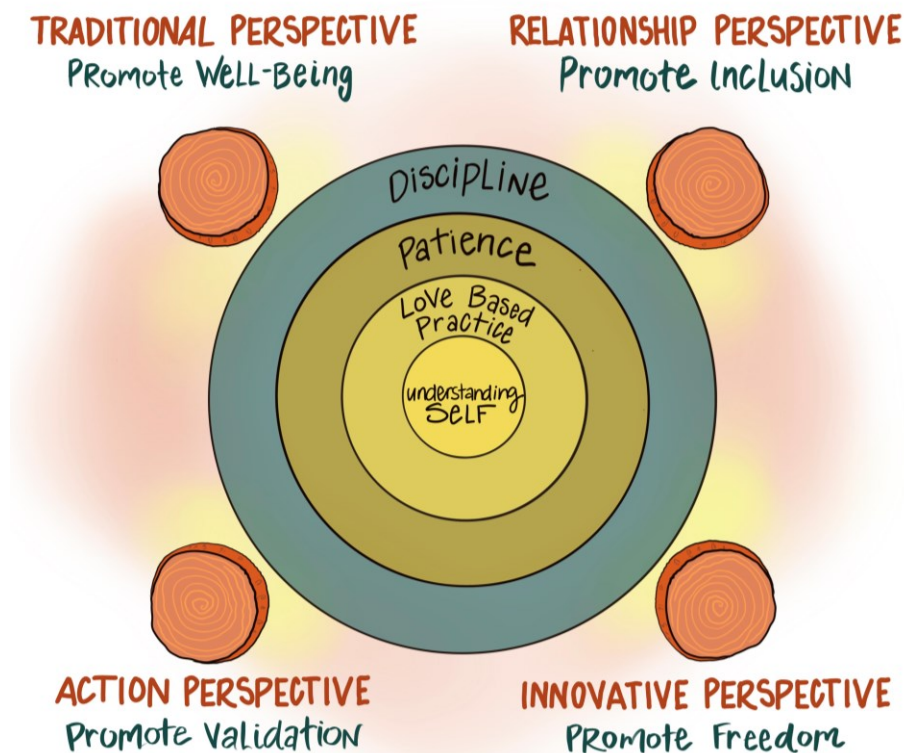 TRADITIONAL PERSPECTIVE
Promote Well-Being
RELATIONSHIP PERSPECTIVE
Promote Inclusion
Discipline
Patience
Love Based
Practice
understanding
SELF
ACTION PERSPECTIVE
Promote Validation
INNOVATIVE PERSPECTIVE
Promote Freedom